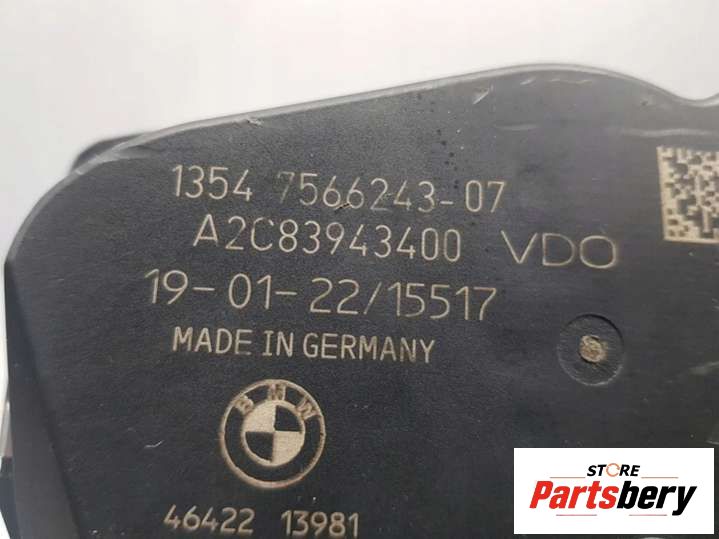 1354 7566243-07
A2C83943400 VDO
19-01-22/15517
MADE IN GERMANY
BMW
46422 13981
STORE
Partsbery